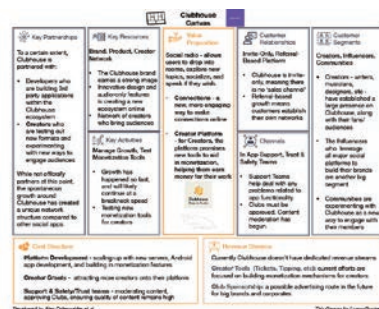 Clubhouse
Canvas
Key Partnerships
To a certain extent,
Clubhouse is
partnered with:
Developers who
are building 3rd
party applications
within the
Clubhouse
ecosystem
Creators who are
testing out
new formats and
experimenting
with new ways to
engage audiences
While not officially
partners at this point,
the spontaneous
growth around
Clubhouse has created
a unique network
structure compared to
other social apps
Key Resources
Brand, Product, Creator
Network
The Clubhouse brand
carries a strong image
Innovative design and
audio-only features
is creating a new
ecosystem online
Network of creators
who bring audiences
Key Activities
Manage Growth, Test
Monetization Tools
Growth has
happened so fast,
and will likely
continue at a
breakneck speed
Testing new
monetization tools
for creators
Value
Proposition
Social radio - allows
users to drop into
rooms, explore new
topics, socialize, and
speak if they wish
Connections - a
new, more engaging
way to make
connections online
Creator Platform
- for Creators, the
platform provides
new tools to aid
in monetization,
helping them earn
money for their work
Customer
Relationships
Invite-Only, Referral-
Based Platform
Clubhouse is invite-
only, meaning there
is no "sales channel"
Referral-based
growth means
customers establish
their own networks
Channels
In App Support, Trust &
Safety Teams
Support Teams
help deal with any
problems related to
app functionality
Clubs must be
approved. Content
moderation has
begun
Customer
Segments
Creators, Influencers,
Communities
Creators - writers,
musicians,
designers, etc -
have established a
large presence on
Clubhouse, along
with their fans/
audiences
The Influencers
who leverage
all major social
platforms to build
their brands are
another big
segment
Communities are
experimenting with
Clubhouse as a new
way to engage with
their members
Cost Structure
Platform Development - scaling up with new servers, Android
app development, and building in monetization features
Creator Grants - attracting more creators onto their platform
Support & Safety/Trust teams - moderating content,
approving Clubs, ensuring quality of content remains high
Revenue Streams
Currently Clubhouse doesn't have dedicated revenue streams
Creator Tools (Tickets, Tipping, etc) current efforts are
focused on building monetization mechanisms for creators
Club Sponsorship a possible advertising route in the future
for big brands and corporates